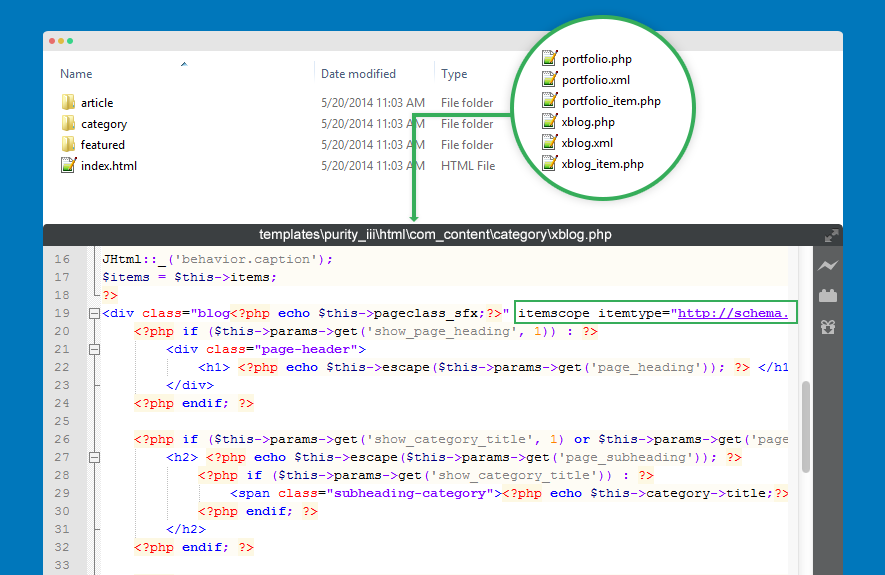 Name Date modified Type
article 5/20/2014 11:03 AM File folder
category 5/20/2014 11:03 AM File folder
featured 5/20/2014 11:03 AM File folder
index.html 5/20/2014 11:03 AM HTML File
portfolio.php
portfolio.xml
portfolio_item.php
xblog.php
xblog.xml
xblog_item.php
templates\purity_iii\html\com_content\category\xblog.php
16 JHtml::_('behavior.caption');
17 $items = $this->items;
18 ?>
19 <div class="blog<?php echo $this->pageclass_sfx;?>" itemscope itemtype="http://schema.
20 <?php if ($this->params->get('show_page_heading', 1)) : ?>
21 <div class="page-header">
22 <h1> <?php echo $this->escape($this->params->get('page_heading')); ?> </h1
23 </div>
24 <?php endif; ?>
25
26 <?php if ($this->params->get('show_category_title', 1) or $this->params->get('page
27 <h2> <?php echo $this->escape($this->params->get('page_subheading')); ?>
28 <?php if ($this->params->get('show_category_title')) : ?>
29 <span class="subheading-category"><?php echo $this->category->title;?>
30 <?php endif; ?>
31 </h2>
32 <?php endif; ?>
33